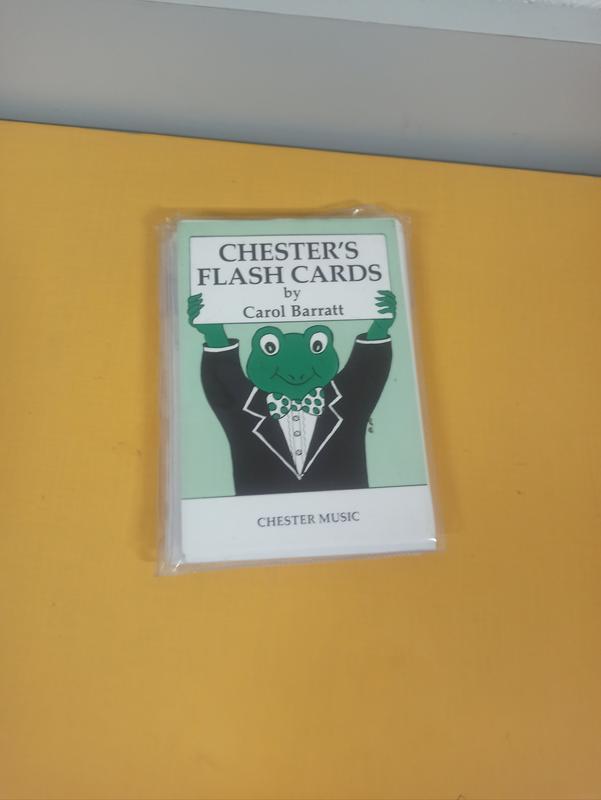 CHESTER'S
FLASH CARDS
by
Carol Barratt
CHESTER MUSIC